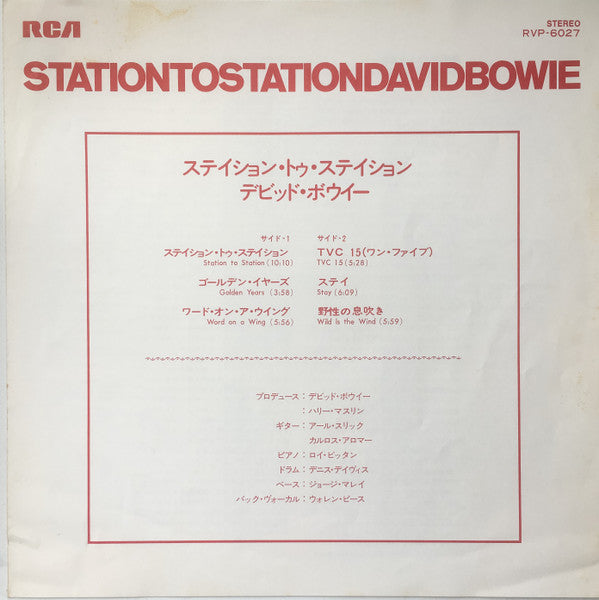 RCA
STEREO
RVP-6027
STATIONTOSTATIONDAVIDBOWIE
ステイション・トゥ・ステイション
デビッド・ボウイー
サイド・1
ステイション・トゥ・ステイション
Station to Station (10:10)
ゴールデン・イヤーズ
Golden Years (3:58)
ワード・オン・ア・ウイング
Word on a Wing (5:56)
サイド・2
TVC 15(ワン・ファイブ)
TVC 15 (5:28)
ステイ
Stay (6:09)
野性の息吹き
Wild Is the Wind (5:59)
プロデュース：デビッド・ボウイー
：ハリー・マスリン
ギター：アール・スリック
カルロス・アロマー
ピアノ：ロイ・ビッタン
ドラム：デニス・デイヴィス
ベース：ジョージ・マレイ
バック・ヴォーカル：ウォレン・ピース